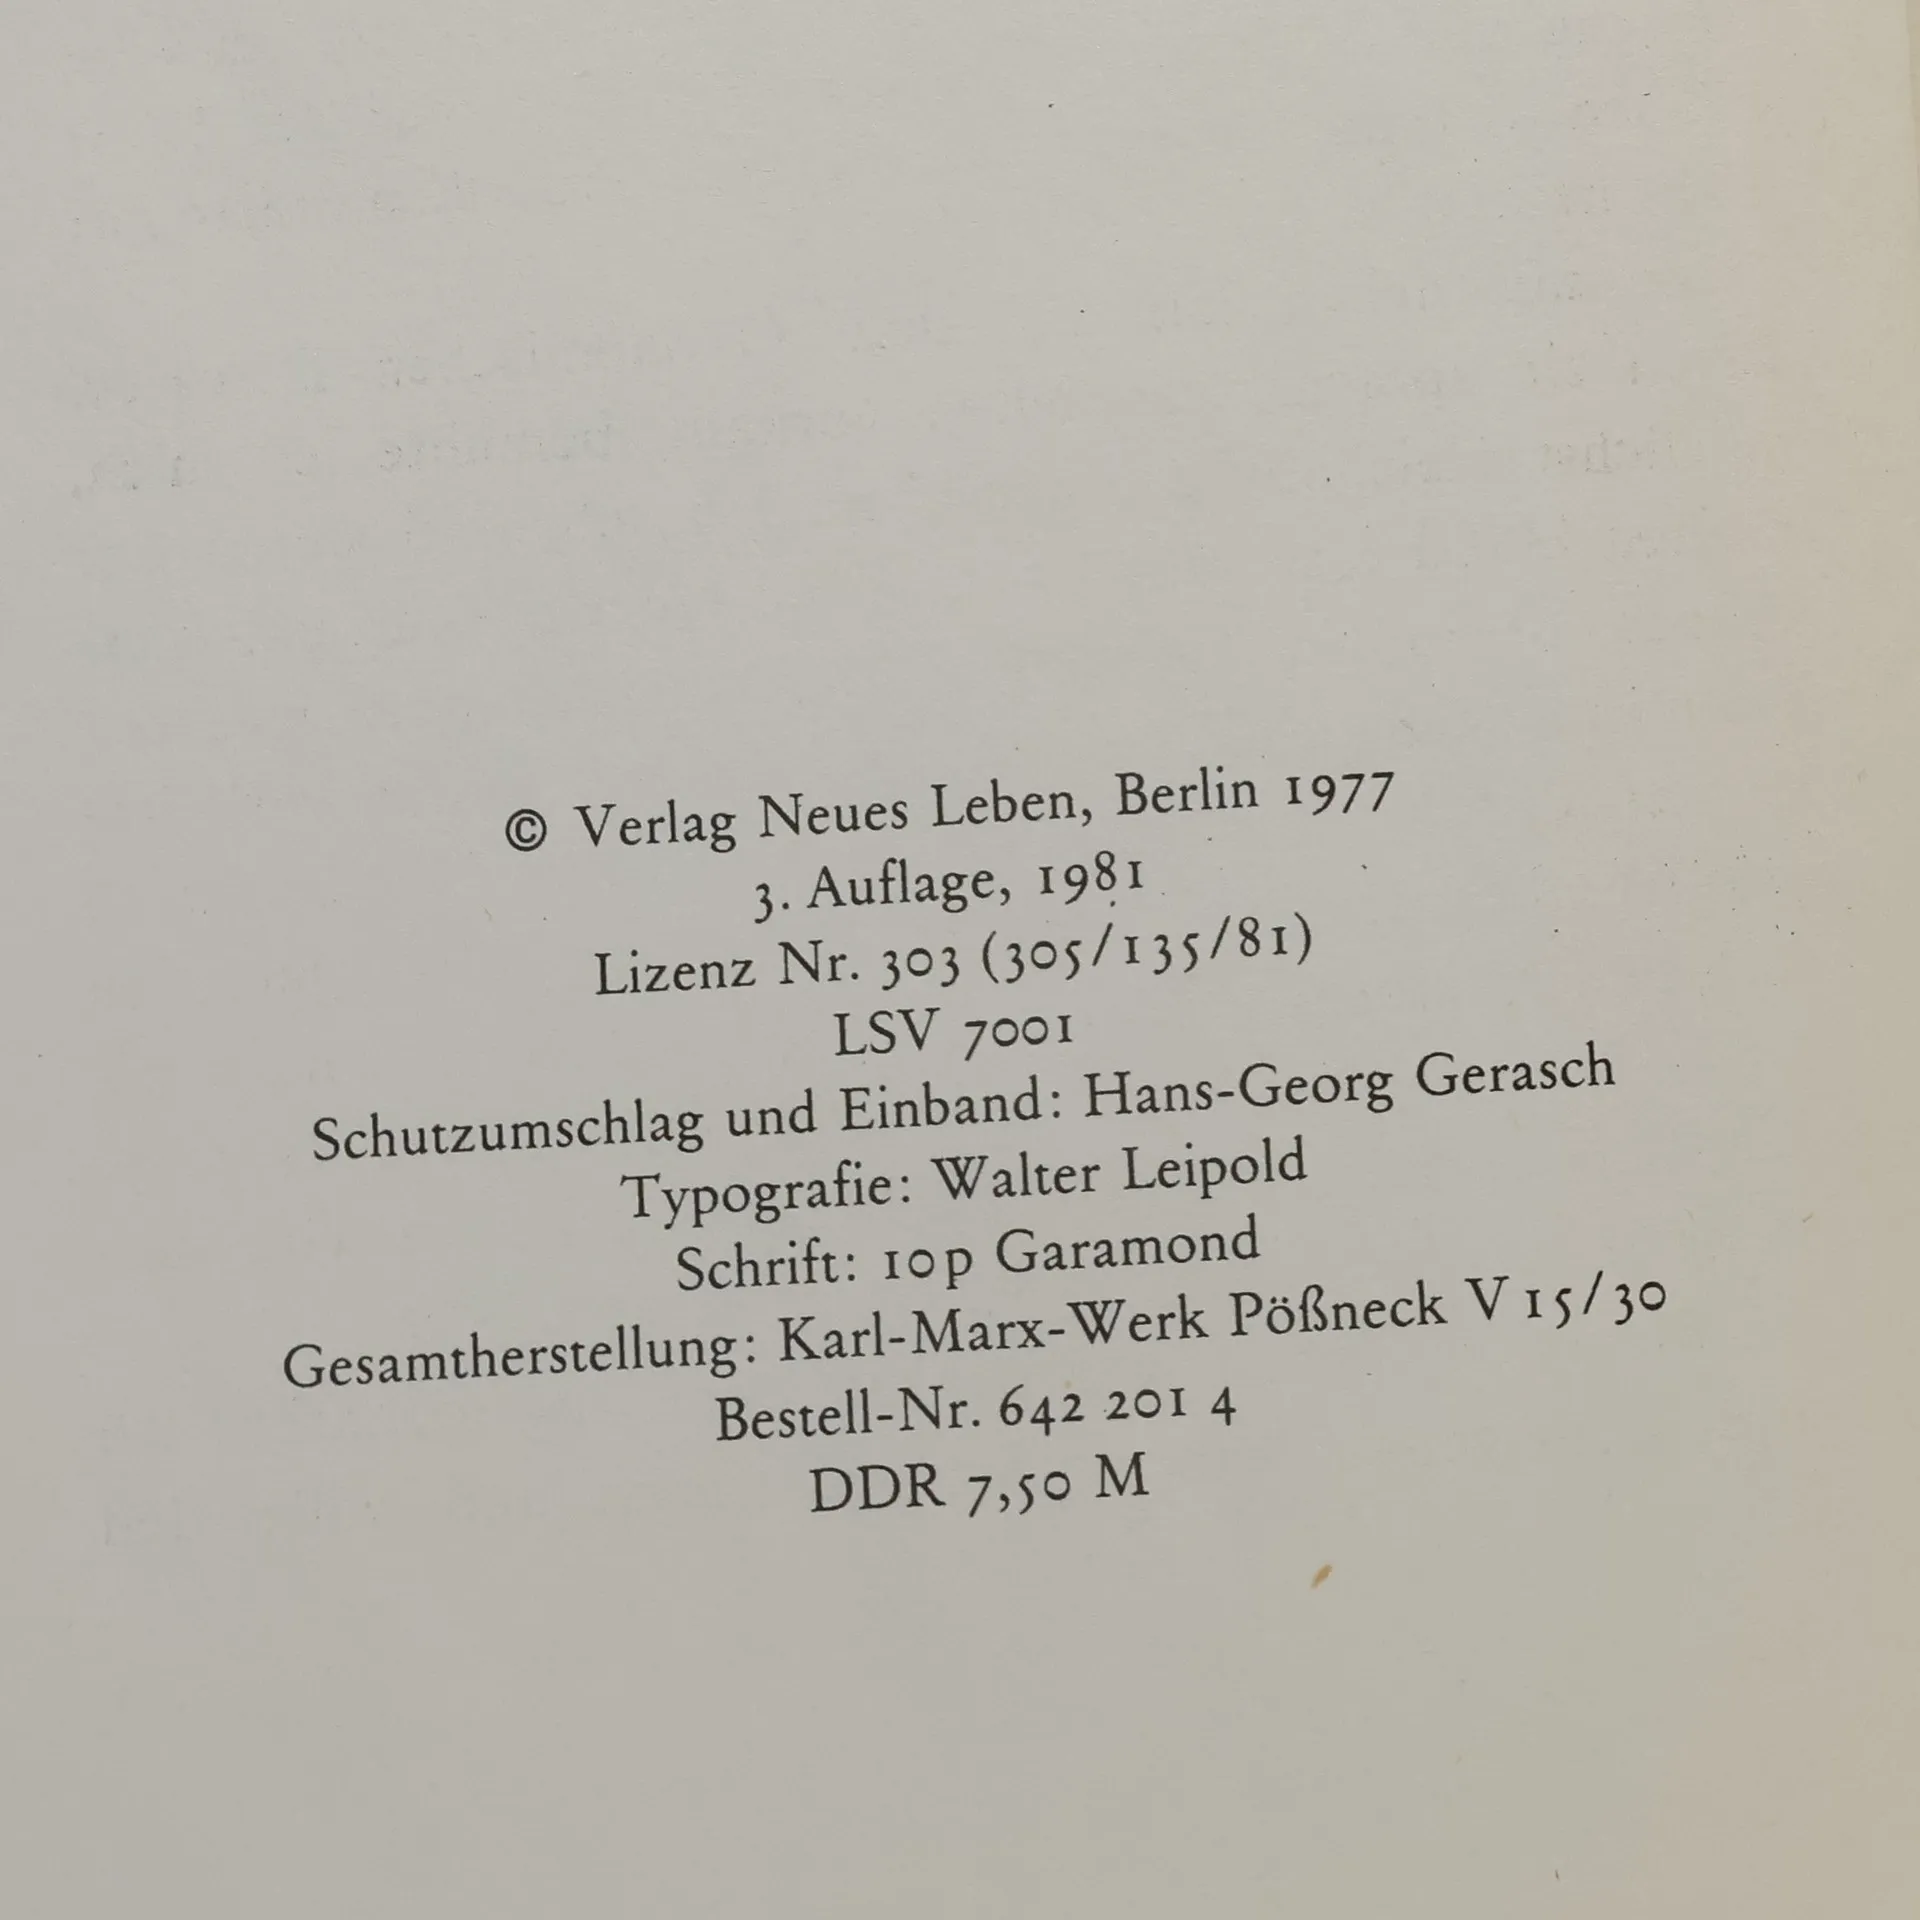 © Verlag Neues Leben, Berlin 1977
3. Auflage, 1981
Lizenz Nr. 303 (305/135/81)
LSV 7001
Schutzumschlag und Einband: Hans-Georg Gerasch
Typografie: Walter Leipold
Schrift: 10p Garamond
Gesamtherstellung: Karl-Marx-Werk Pößneck V 15/30
Bestell-Nr. 642 201 4
DDR 7,50 M